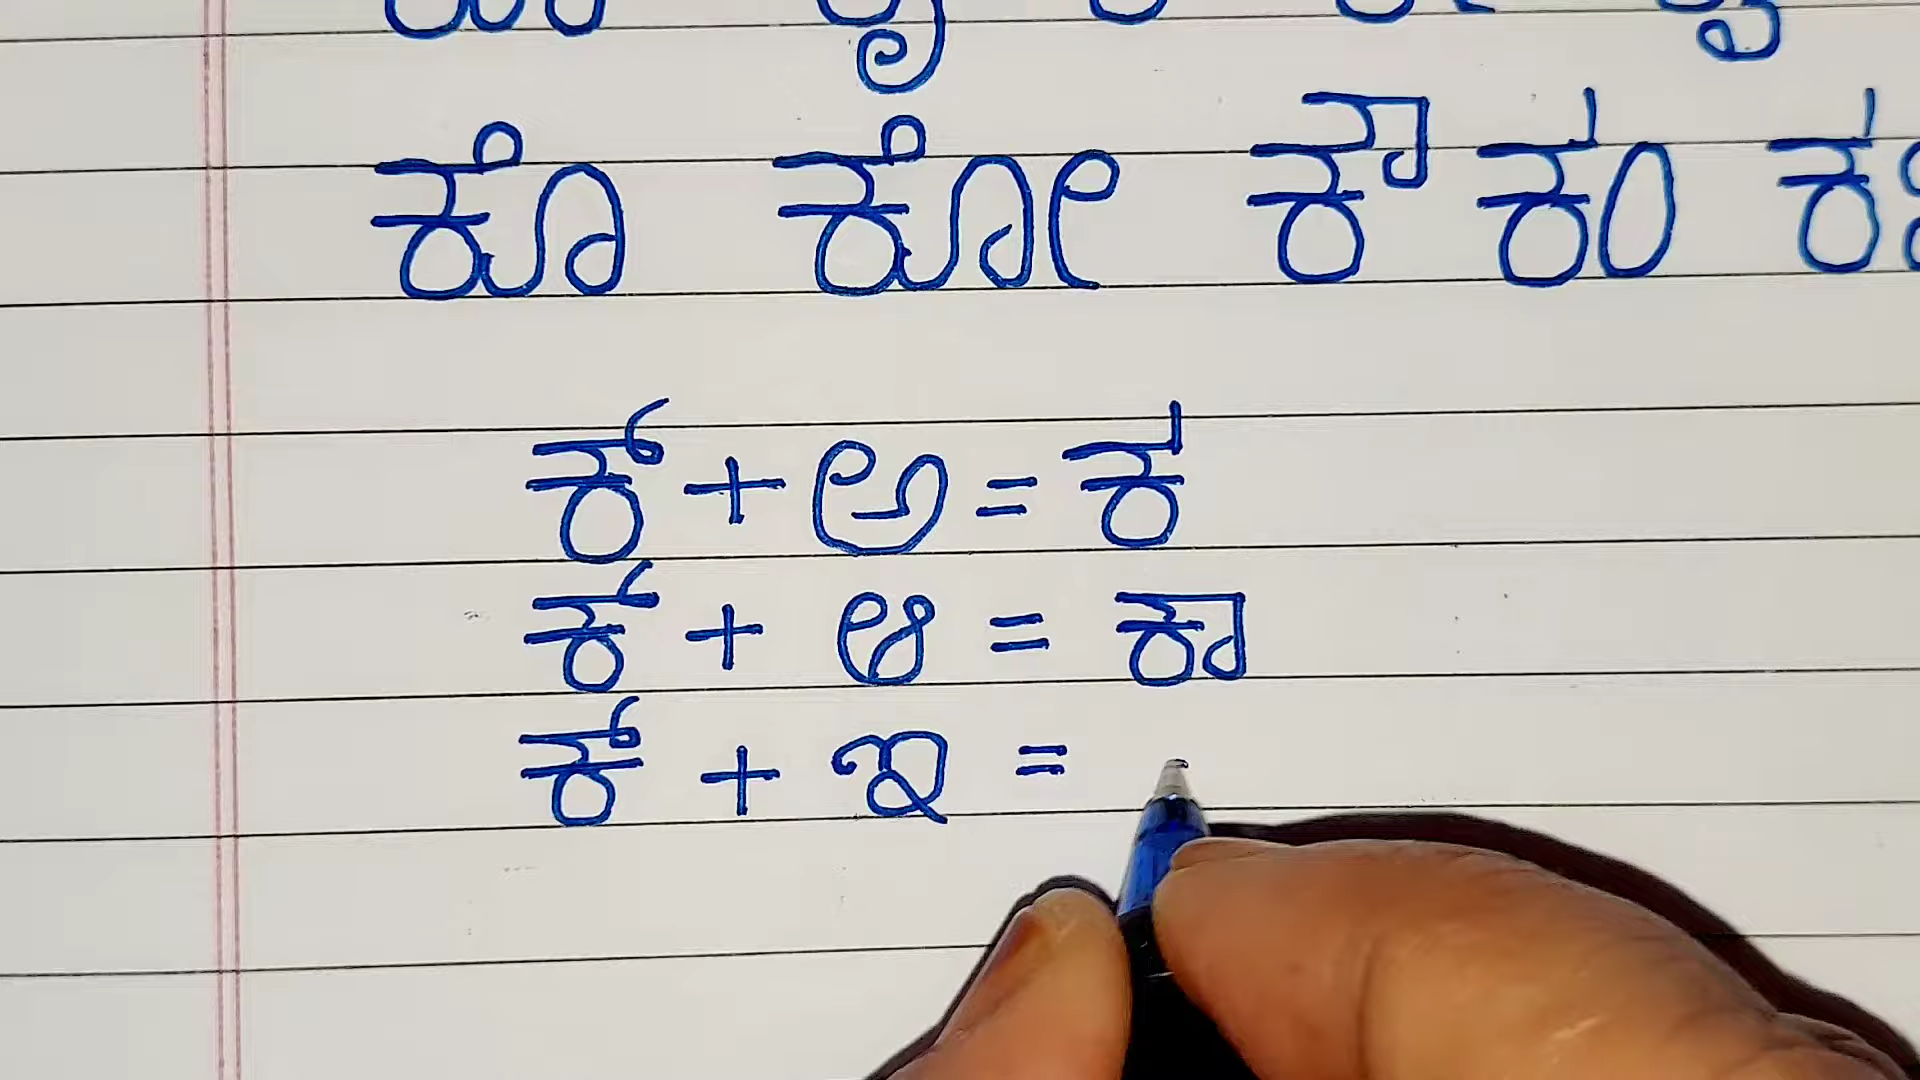 ಕೊ ಕೋ ಕೌ ಕಂ
ಕ್ + ಅ = ಕ
ಕ್ + ಆ = ಕಾ
ಕ್ + ಇ =